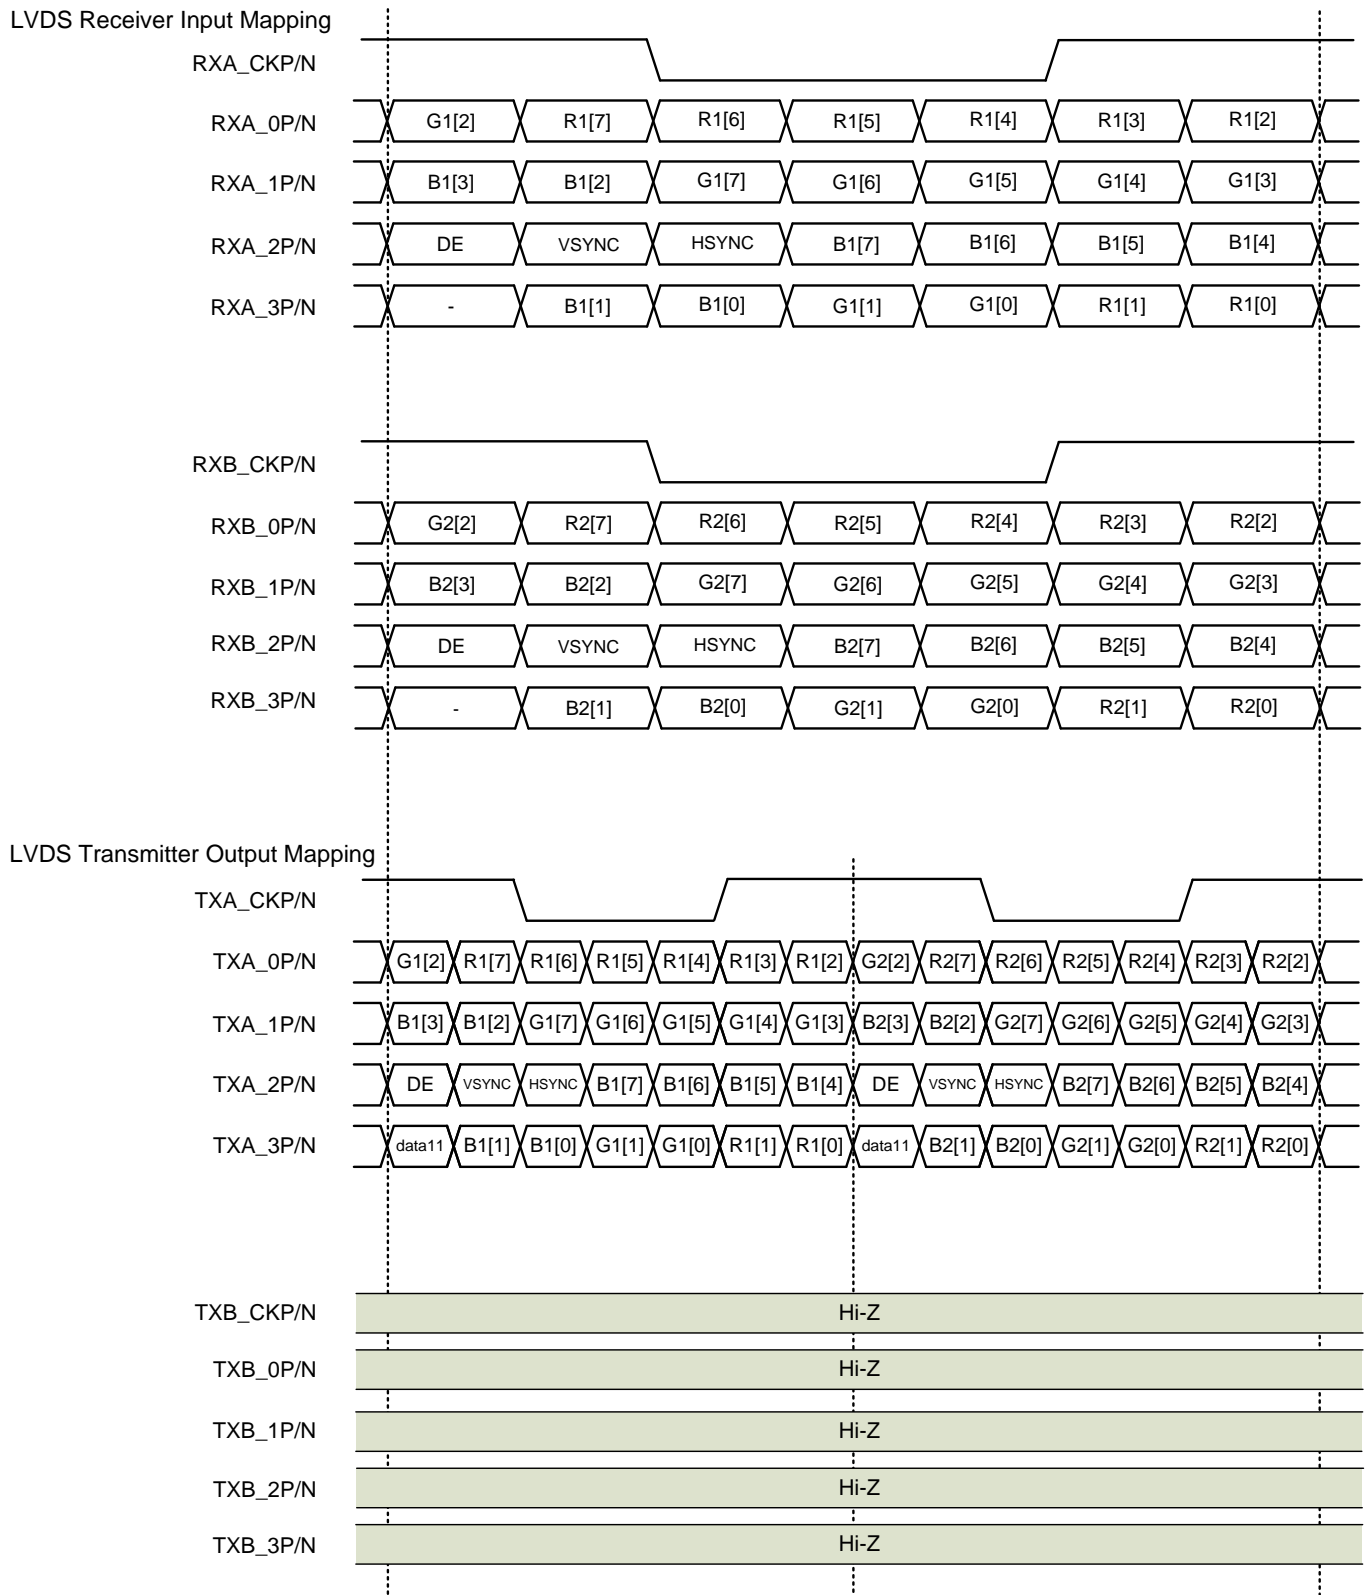 LVDS Receiver Input Mapping
RXA_CKP/N
RXA_0P/N G1[2] R1[7] R1[6] R1[5] R1[4] R1[3] R1[2]
RXA_1P/N B1[3] B1[2] G1[7] G1[6] G1[5] G1[4] G1[3]
RXA_2P/N DE VSYNC HSYNC B1[7] B1[6] B1[5] B1[4]
RXA_3P/N - B1[1] B1[0] G1[1] G1[0] R1[1] R1[0]
RXB_CKP/N
RXB_0P/N G2[2] R2[7] R2[6] R2[5] R2[4] R2[3] R2[2]
RXB_1P/N B2[3] B2[2] G2[7] G2[6] G2[5] G2[4] G2[3]
RXB_2P/N DE VSYNC HSYNC B2[7] B2[6] B2[5] B2[4]
RXB_3P/N - B2[1] B2[0] G2[1] G2[0] R2[1] R2[0]
LVDS Transmitter Output Mapping
TXA_CKP/N
TXA_0P/N G1[2] R1[7] R1[6] R1[5] R1[4] R1[3] R1[2] G2[2] R2[7] R2[6] R2[5] R2[4] R2[3] R2[2]
TXA_1P/N B1[3] B1[2] G1[7] G1[6] G1[5] G1[4] G1[3] B2[3] B2[2] G2[7] G2[6] G2[5] G2[4] G2[3]
TXA_2P/N DE VSYNC HSYNC B1[7] B1[6] B1[5] B1[4] DE VSYNC HSYNC B2[7] B2[6] B2[5] B2[4]
TXA_3P/N data11 B1[1] B1[0] G1[1] G1[0] R1[1] R1[0] data11 B2[1] B2[0] G2[1] G2[0] R2[1] R2[0]
TXB_CKP/N Hi-Z
TXB_0P/N Hi-Z
TXB_1P/N Hi-Z
TXB_2P/N Hi-Z
TXB_3P/N Hi-Z